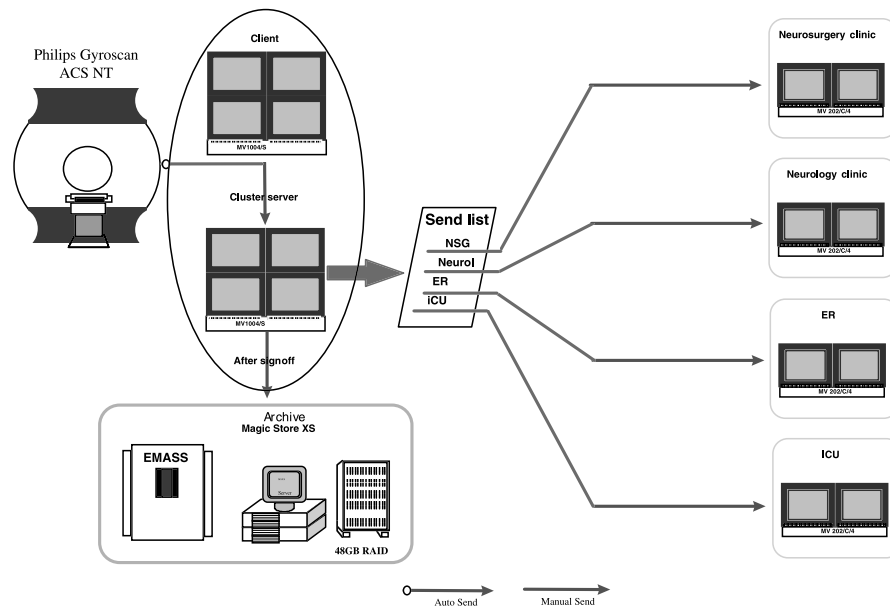 Philips Gyroscan
ACS NT
Client
MV1004/S
Cluster server
MV1004/S
After signoff
Archive
Magic Store XS
EMASS
Server
48GB RAID
Send list
NSG
Neurol
ER
iCU
Neurosurgery clinic
MV 202/C/4
Neurology clinic
MV 202/C/4
ER
MV 202/C/4
ICU
MV 202/C/4
Auto Send
Manual Send